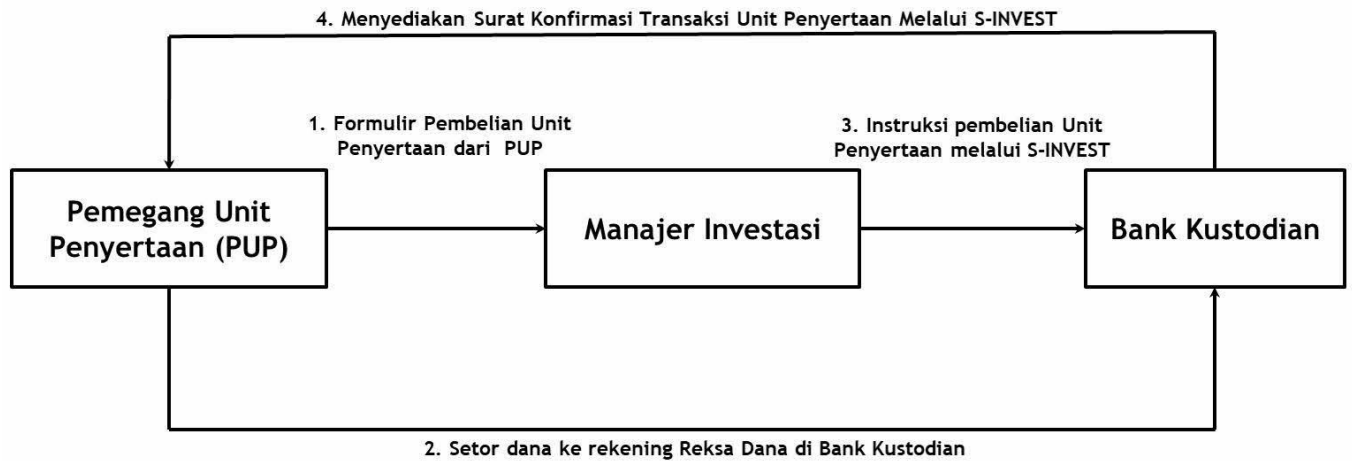 4. Menyediakan Surat Konfirmasi Transaksi Unit Penyertaan Melalui S-INVEST
1. Formulir Pembelian Unit
Penyertaan dari PUP
3. Instruksi pembelian Unit
Penyertaan melalui S-INVEST
Pemegang Unit
Penyertaan (PUP)
Manajer Investasi
Bank Kustodian
2. Setor dana ke rekening Reksa Dana di Bank Kustodian